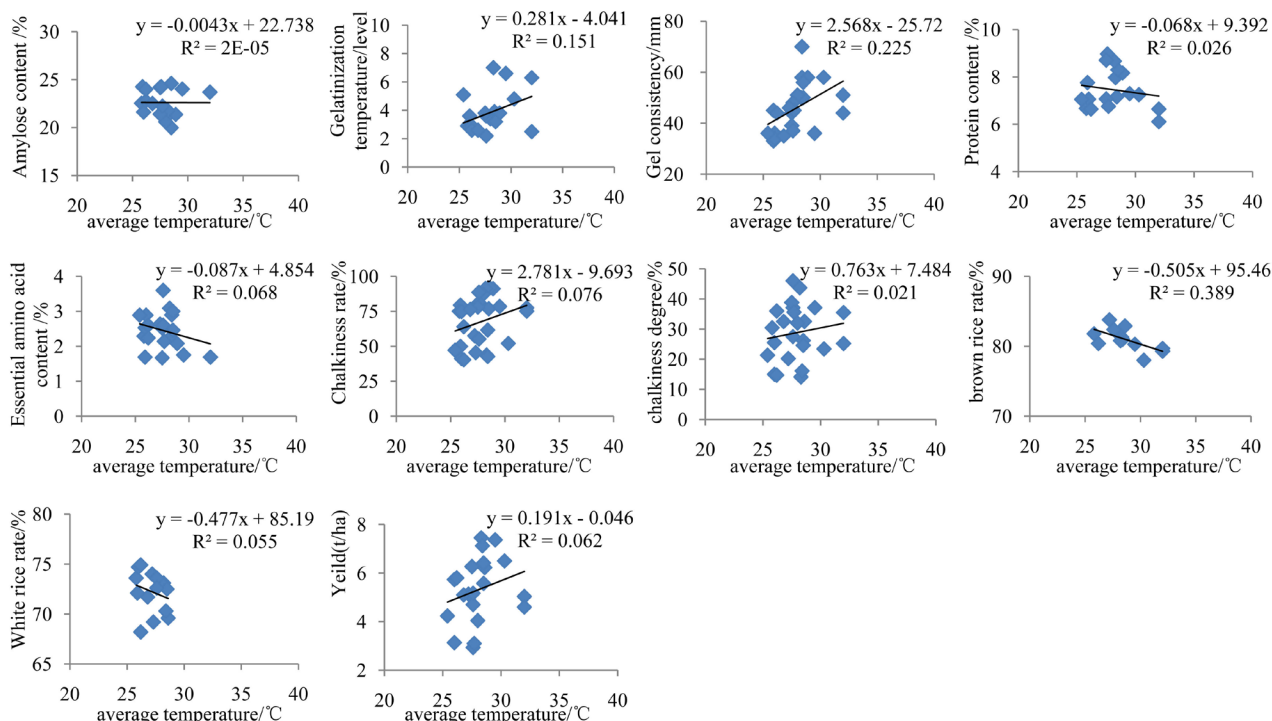 Amylose content /%
y = -0.0043x + 22.738
R² = 2E-05
30
25
20
15
20 25 30 35 40
average temperature/℃
Gelatinization
temperature/level
y = 0.281x - 4.041
R² = 0.151
10
8
6
4
2
0
20 25 30 35 40
average temperature/℃
Gel consistency/mm
y = 2.568x - 25.72
R² = 0.225
80
60
40
20
20 25 30 35 40
average temperature/℃
Protein content /%
y = -0.068x + 9.392
R² = 0.026
10
8
6
4
20 25 30 35 40
average temperature/℃
Essential amino acid
content /%
y = -0.087x + 4.854
R² = 0.068
4
3
2
1
0
20 25 30 35 40
average temperature/℃
Chalkiness rate/%
y = 2.781x - 9.693
R² = 0.076
100
75
50
25
0
20 25 30 35 40
average temperature/℃
chalkiness degree/%
y = 0.763x + 7.484
R² = 0.021
50
40
30
20
10
0
20 25 30 35 40
average temperature/℃
brown rice rate/%
y = -0.505x + 95.46
R² = 0.389
90
80
70
20 25 30 35 40
average temperature/℃
White rice rate/%
y = -0.477x + 85.19
R² = 0.055
80
75
70
65
20 25 30 35 40
average temperature/℃
Yeild(t/ha)
y = 0.191x - 0.046
R² = 0.062
8
6
4
2
20 25 30 35 40
average temperature/℃